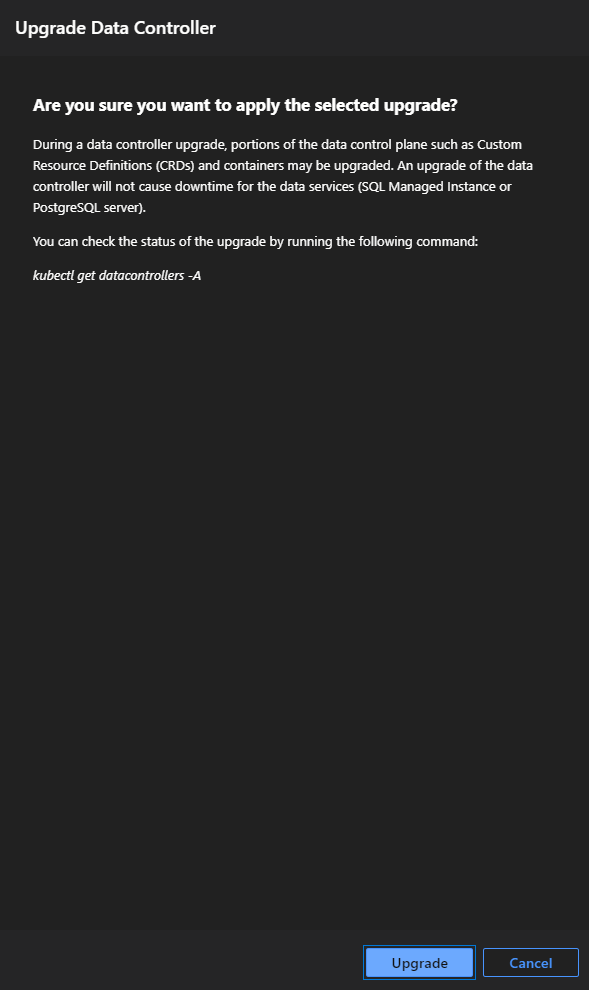 Upgrade Data Controller
Are you sure you want to apply the selected upgrade?
During a data controller upgrade, portions of the data control plane such as Custom
Resource Definitions (CRDs) and containers may be upgraded. An upgrade of the data
controller will not cause downtime for the data services (SQL Managed Instance or
PostgreSQL server).
You can check the status of the upgrade by running the following command:
kubectl get datacontrollers -A
Upgrade
Cancel